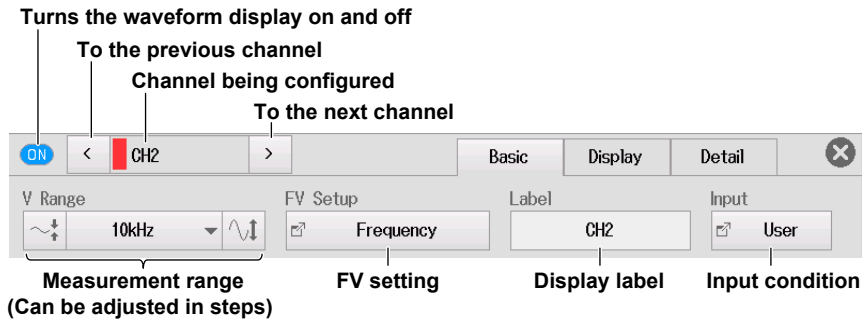 Turns the waveform display on and off
To the previous channel
Channel being configured
To the next channel
ON < CH2 > Basic Display Detail
V Range FV Setup Label Input
10kHz Frequency CH2 User
Measurement range FV setting Display label Input condition
(Can be adjusted in steps)